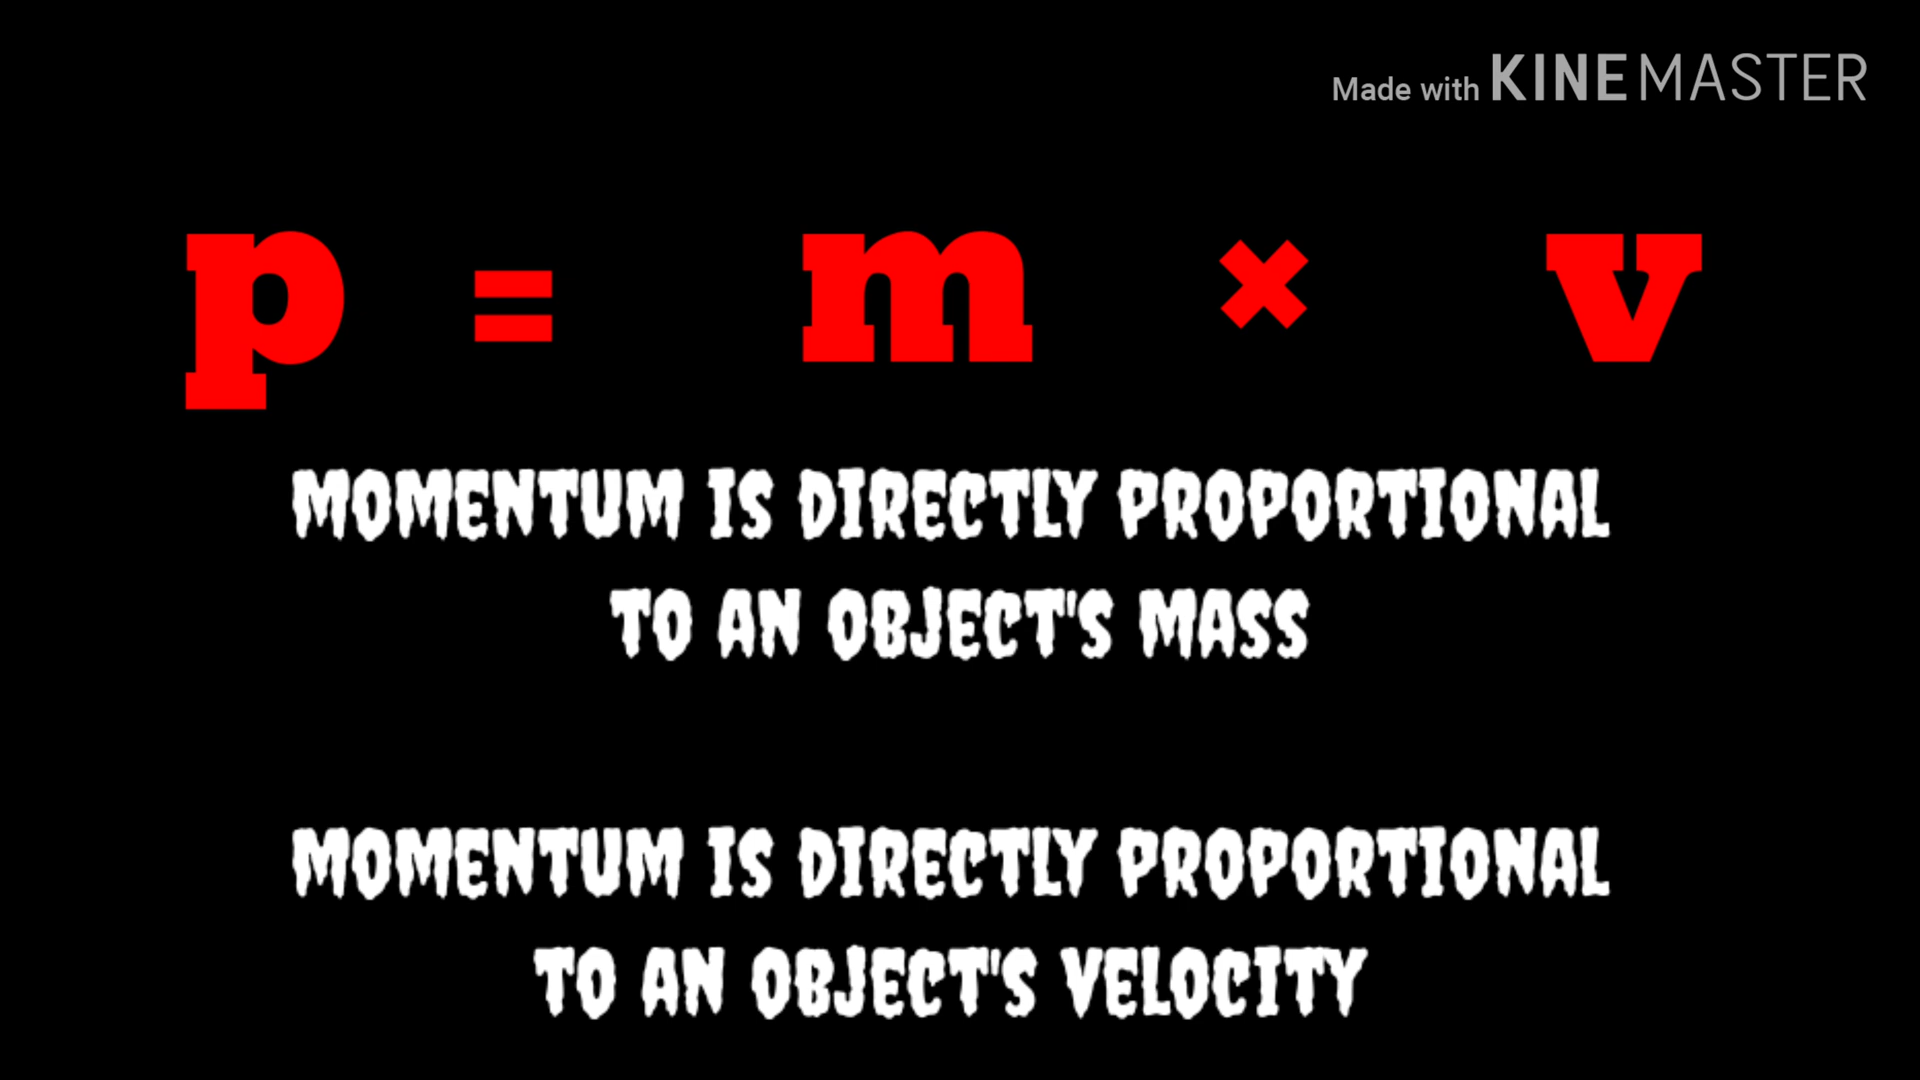 Made with KINEMASTER
p = m × v
MOMENTUM IS DIRECTLY PROPORTIONAL
TO AN OBJECT'S MASS
MOMENTUM IS DIRECTLY PROPORTIONAL
TO AN OBJECT'S VELOCITY